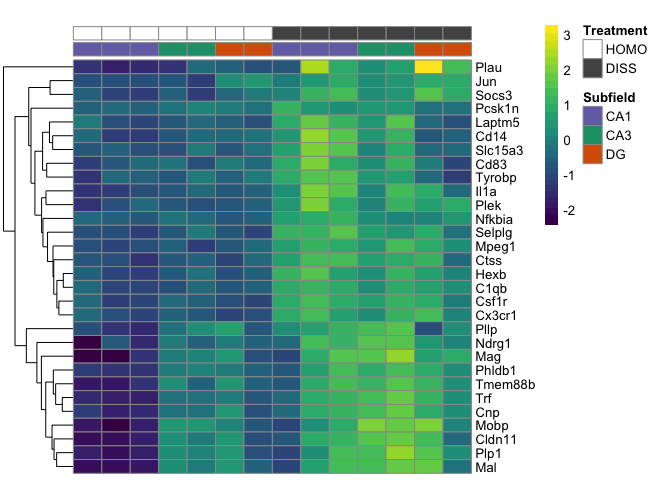 Treatment
HOMO
DISS
Subfield
CA1
CA3
DG
3
2
1
0
-1
-2
Plau
Jun
Socs3
Pcsk1n
Laptm5
Cd14
Slc15a3
Cd83
Tyrobp
Il1a
Plek
Nfkbia
Selplg
Mpeg1
Ctss
Hexb
C1qb
Csf1r
Cx3cr1
Pllp
Ndrg1
Mag
Phldb1
Tmem88b
Trf
Cnp
Mobp
Cldn11
Plp1
Mal